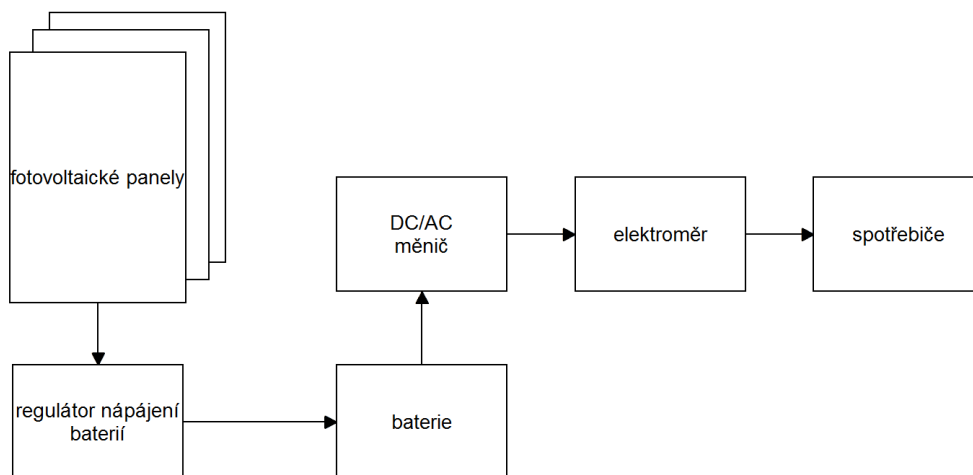 fotovoltaické panely
DC/AC
měnič
elektroměr
spotřebiče
regulátor nápájení
baterií
baterie